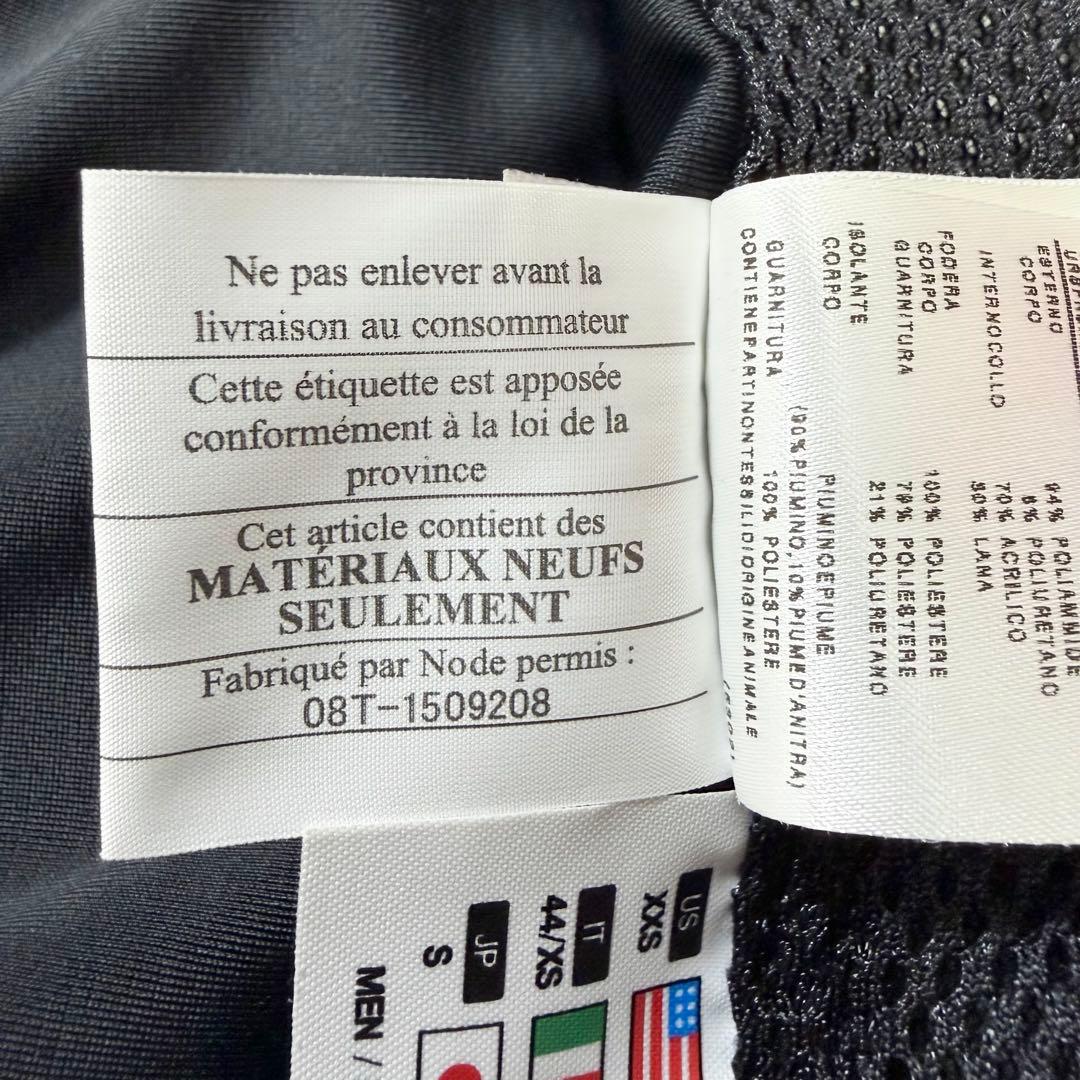 Ne pas enlever avant la
livraison au consommateur
Cette étiquette est apposée
conformément à la loi de la
province
Cet article contient des
MATÉRIAUX NEUFS
SEULEMENT
Fabriqué par No de permis :
08T-1509208
ESTERNO
CORPO 94% POLIAMMIDE
6% POLIURETANO
INTERNO COLLO 70% ACRILICO
30% LANA
FODERA
CORPO 100% POLIESTERE
GUARNITURA 79% POLIESTERE
21% POLIURETANO
ISOLANTE
CORPO PIUMINO E PIUME
(90% PIUMINO, 10% PIUME D'ANITRA)
GUARNITURA 100% POLIESTERE
CONTIENE PARTI NON TESSILI DI ORIGINE ANIMALE
US
XXS
IT
44/XS
JP
S
MEN /